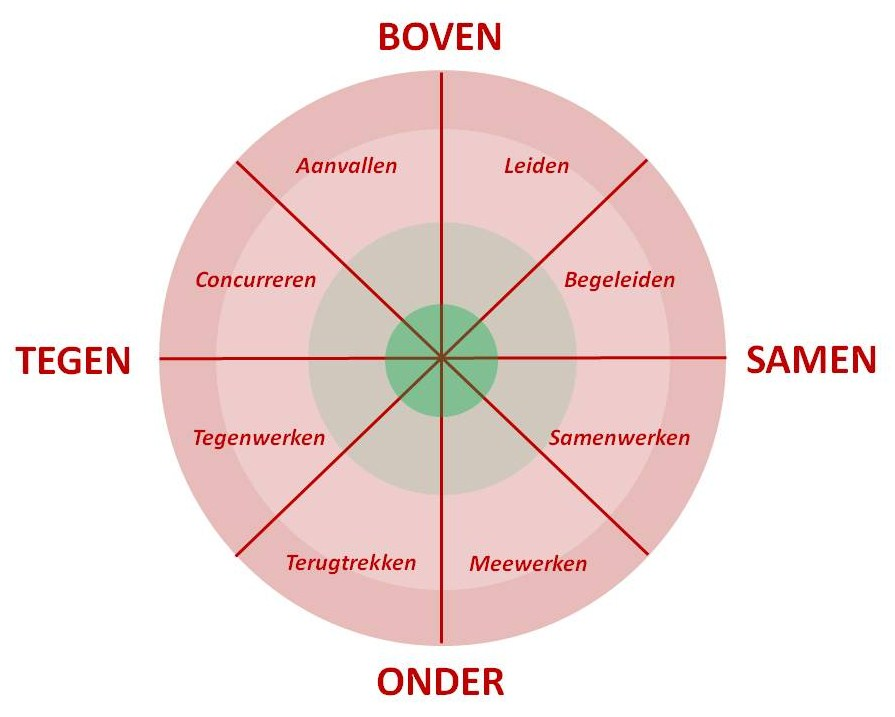 BOVEN
Aanvallen
Leiden
Concurreren
Begeleiden
TEGEN
SAMEN
Tegenwerken
Samenwerken
Terugtrekken
Meewerken
ONDER